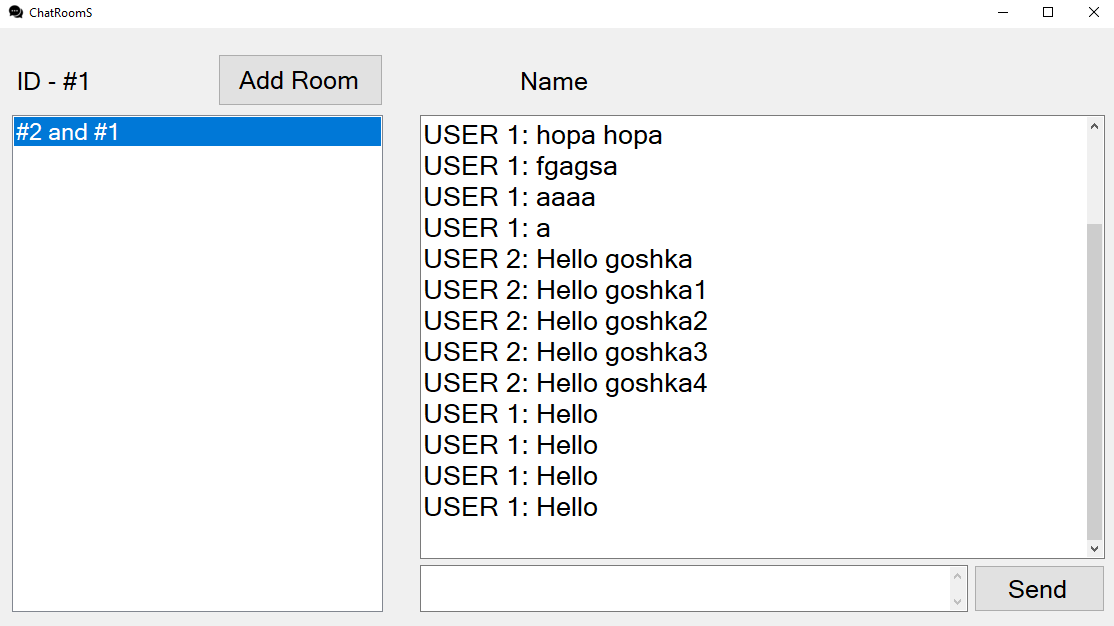 ChatRoomS
ID - #1
Add Room
Name
#2 and #1
USER 1: hopa hopa
USER 1: fgagsa
USER 1: aaaa
USER 1: a
USER 2: Hello goshka
USER 2: Hello goshka1
USER 2: Hello goshka2
USER 2: Hello goshka3
USER 2: Hello goshka4
USER 1: Hello
USER 1: Hello
USER 1: Hello
USER 1: Hello
Send